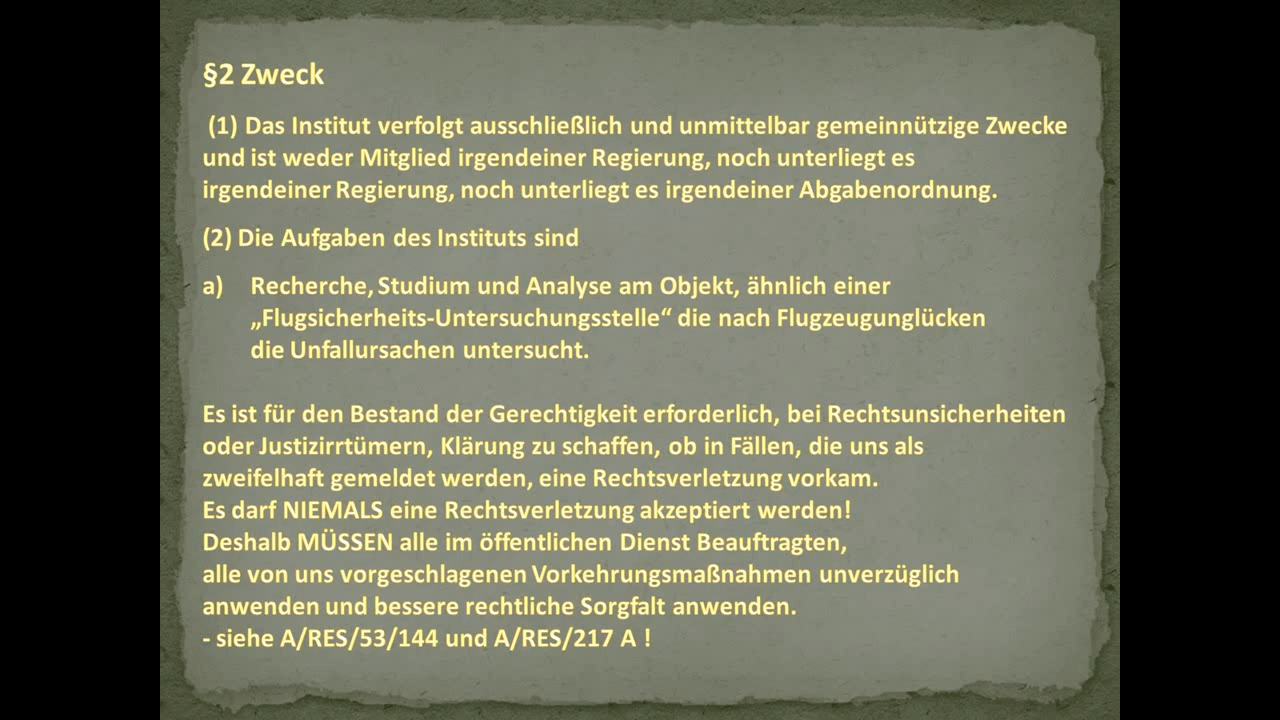 §2 Zweck
(1) Das Institut verfolgt ausschließlich und unmittelbar gemeinnützige Zwecke
und ist weder Mitglied irgendeiner Regierung, noch unterliegt es
irgendeiner Regierung, noch unterliegt es irgendeiner Abgabenordnung.
(2) Die Aufgaben des Instituts sind
a) Recherche, Studium und Analyse am Objekt, ähnlich einer
„Flugsicherheits-Untersuchungsstelle“ die nach Flugzeugunglücken
die Unfallursachen untersucht.
Es ist für den Bestand der Gerechtigkeit erforderlich, bei Rechtsunsicherheiten
oder Justizirrtümern, Klärung zu schaffen, ob in Fällen, die uns als
zweifelhaft gemeldet werden, eine Rechtsverletzung vorkam.
Es darf NIEMALS eine Rechtsverletzung akzeptiert werden!
Deshalb MÜSSEN alle im öffentlichen Dienst Beauftragten,
alle von uns vorgeschlagenen Vorkehrungsmaßnahmen unverzüglich
anwenden und bessere rechtliche Sorgfalt anwenden.
- siehe A/RES/53/144 und A/RES/217 A !